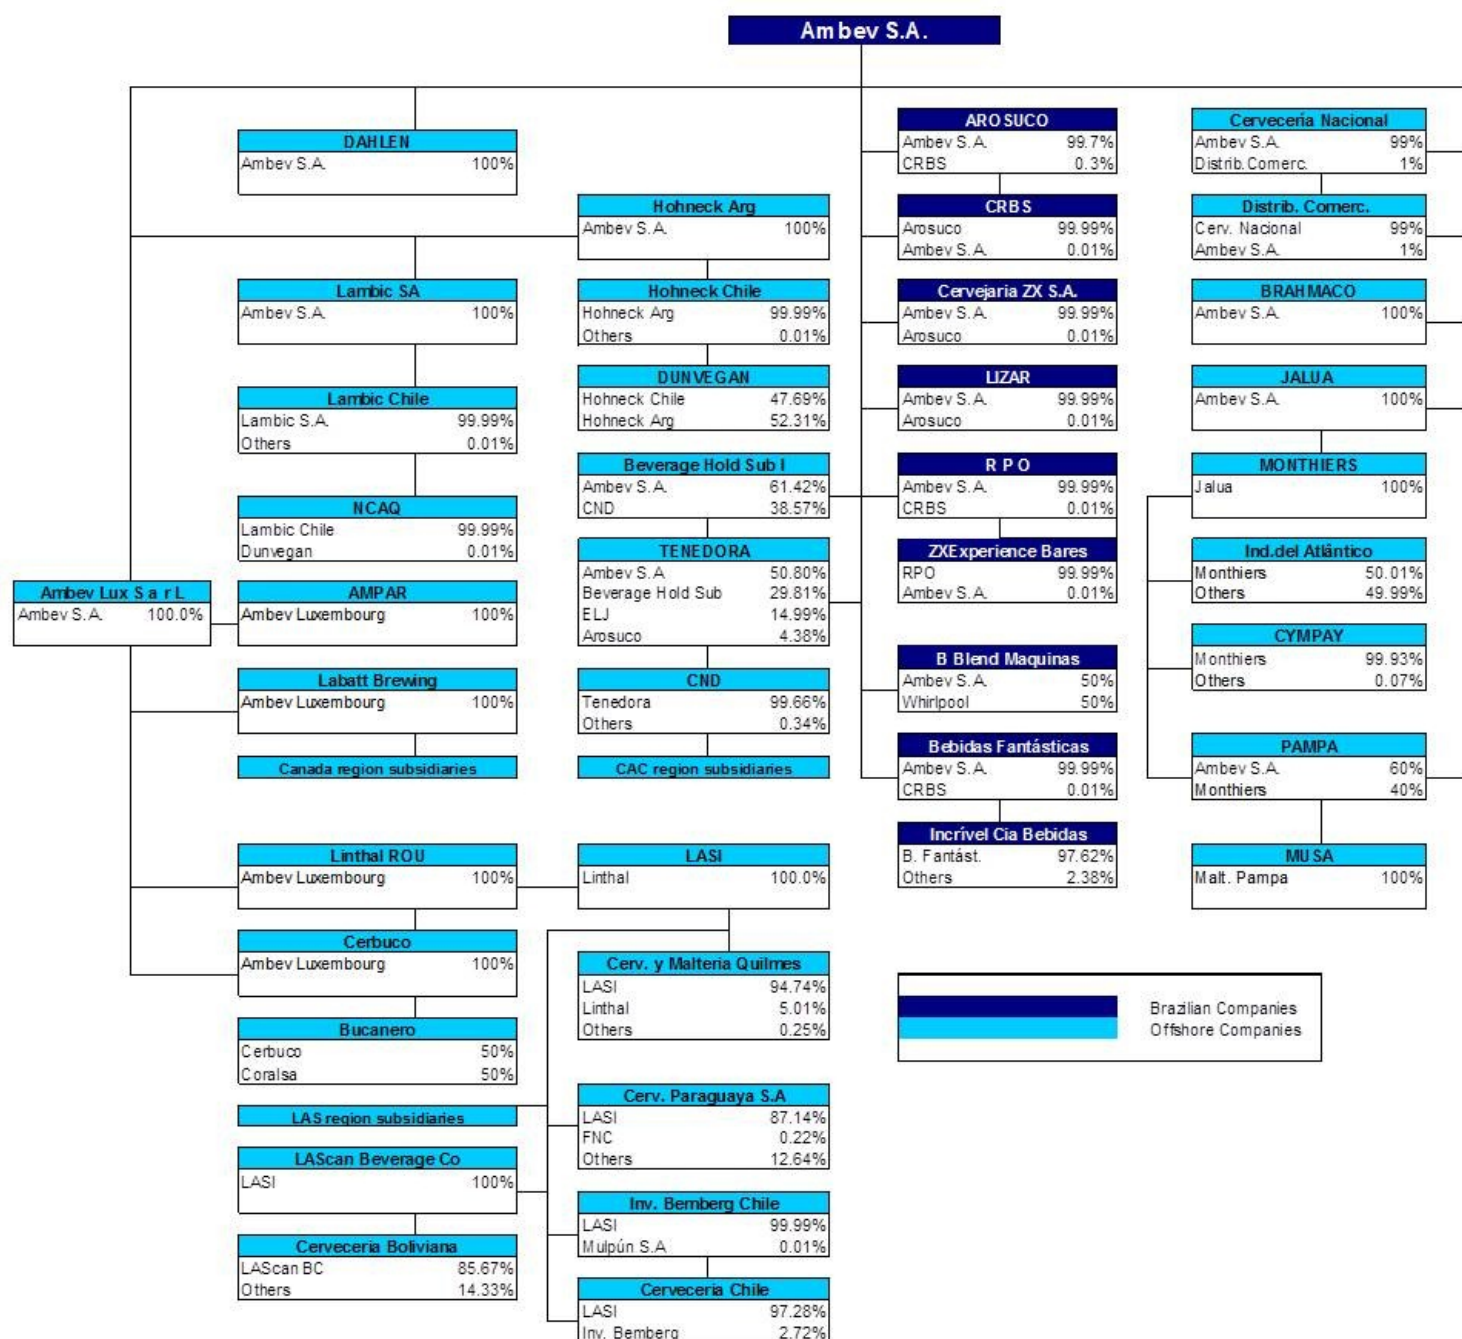 Ambev S.A.
DAHLEN
Ambev S.A. 100%
Lambic SA
Ambev S.A. 100%
Lambic Chile
Lambic S.A. 99.99%
Others 0.01%
NCAQ
Lambic Chile 99.99%
Dunvegan 0.01%
Ambev Lux S a r L
Ambev S.A. 100.0%
AMPAR
Ambev Luxembourg 100%
Labatt Brewing
Ambev Luxembourg 100%
Canada region subsidiaries
Linthal ROU
Ambev Luxembourg 100%
Cerbuco
Ambev Luxembourg 100%
Bucanero
Cerbuco 50%
Coralsa 50%
LAS region subsidiaries
LAScan Beverage Co
LASI 100%
Cerveceria Boliviana
LAScan BC 85.67%
Others 14.33%
Hohneck Arg
Ambev S.A. 100%
Hohneck Chile
Hohneck Arg 99.99%
Others 0.01%
DUNVEGAN
Hohneck Chile 47.69%
Hohneck Arg 52.31%
Beverage Hold Sub I
Ambev S.A. 61.42%
CND 38.57%
TENEDORA
Ambev S.A 50.80%
Beverage Hold Sub 29.81%
ELJ 14.99%
Arosuco 4.38%
CND
Tenedora 99.66%
Others 0.34%
CAC region subsidiaries
LASI
Linthal 100.0%
Cerv. y Malteria Quilmes
LASI 94.74%
Linthal 5.01%
Others 0.25%
Cerv. Paraguaya S.A
LASI 87.14%
FNC 0.22%
Others 12.64%
Inv. Bemberg Chile
LASI 99.99%
Mulpún S.A 0.01%
Cerveceria Chile
LASI 97.28%
Inv. Bemberg 2.72%
AROSUCO
Ambev S.A. 99.7%
CRBS 0.3%
CRBS
Arosuco 99.99%
Ambev S.A. 0.01%
Cervejaria ZX S.A.
Ambev S.A. 99.99%
Arosuco 0.01%
LIZAR
Ambev S.A. 99.99%
Arosuco 0.01%
R P O
Ambev S.A. 99.99%
CRBS 0.01%
ZXExperience Bares
RPO 99.99%
Ambev S.A. 0.01%
B Blend Maquinas
Ambev S.A. 50%
Whirlpool 50%
Bebidas Fantásticas
Ambev S.A. 99.99%
CRBS 0.01%
Incrível Cia Bebidas
B. Fantást. 97.62%
Others 2.38%
Cervecería Nacional
Ambev S.A. 99%
Distrib.Comerc. 1%
Distrib. Comerc.
Cerv. Nacional 99%
Ambev S.A. 1%
BRAHMACO
Ambev S.A. 100%
JALUA
Ambev S.A. 100%
MONTHIERS
Jalua 100%
Ind.del Atlántico
Monthiers 50.01%
Others 49.99%
CYMPAY
Monthiers 99.93%
Others 0.07%
PAMPA
Ambev S.A. 60%
Monthiers 40%
MUSA
Malt. Pampa 100%
Brazilian Companies
Offshore Companies